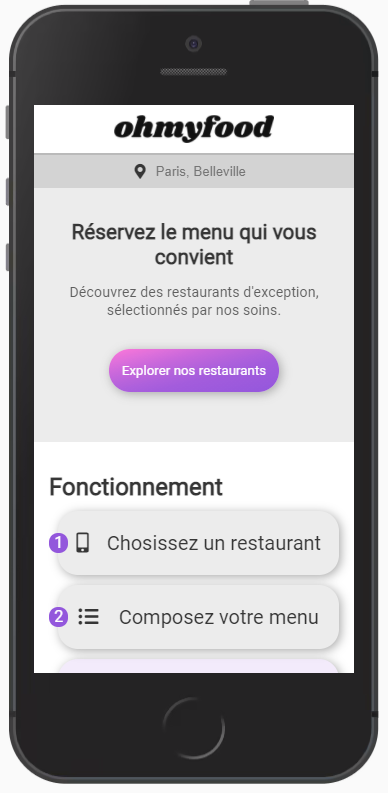 ohmyfood
Paris, Belleville
Réservez le menu qui vous
convient
Découvrez des restaurants d'exception,
sélectionnés par nos soins.
Explorer nos restaurants
Fonctionnement
1 Chosissez un restaurant
2 Composez votre menu